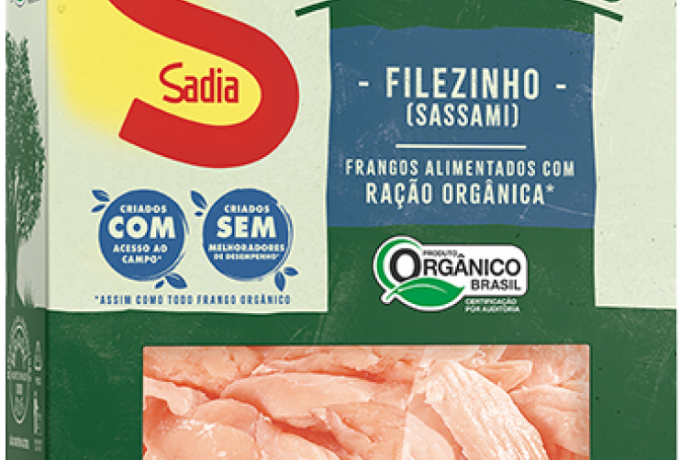 Sadia
- FILEZINHO -
(SASSAMI)
FRANGOS ALIMENTADOS COM
RAÇÃO ORGÂNICA*
CRIADOS
COM
ACESSO AO
CAMPO*
CRIADOS
SEM
MELHORADORES
DE DESEMPENHO*
*ASSIM COMO TODO FRANGO ORGÂNICO
PRODUTO
ORGÂNICO
BRASIL
CERTIFICAÇÃO
POR AUDITORIA